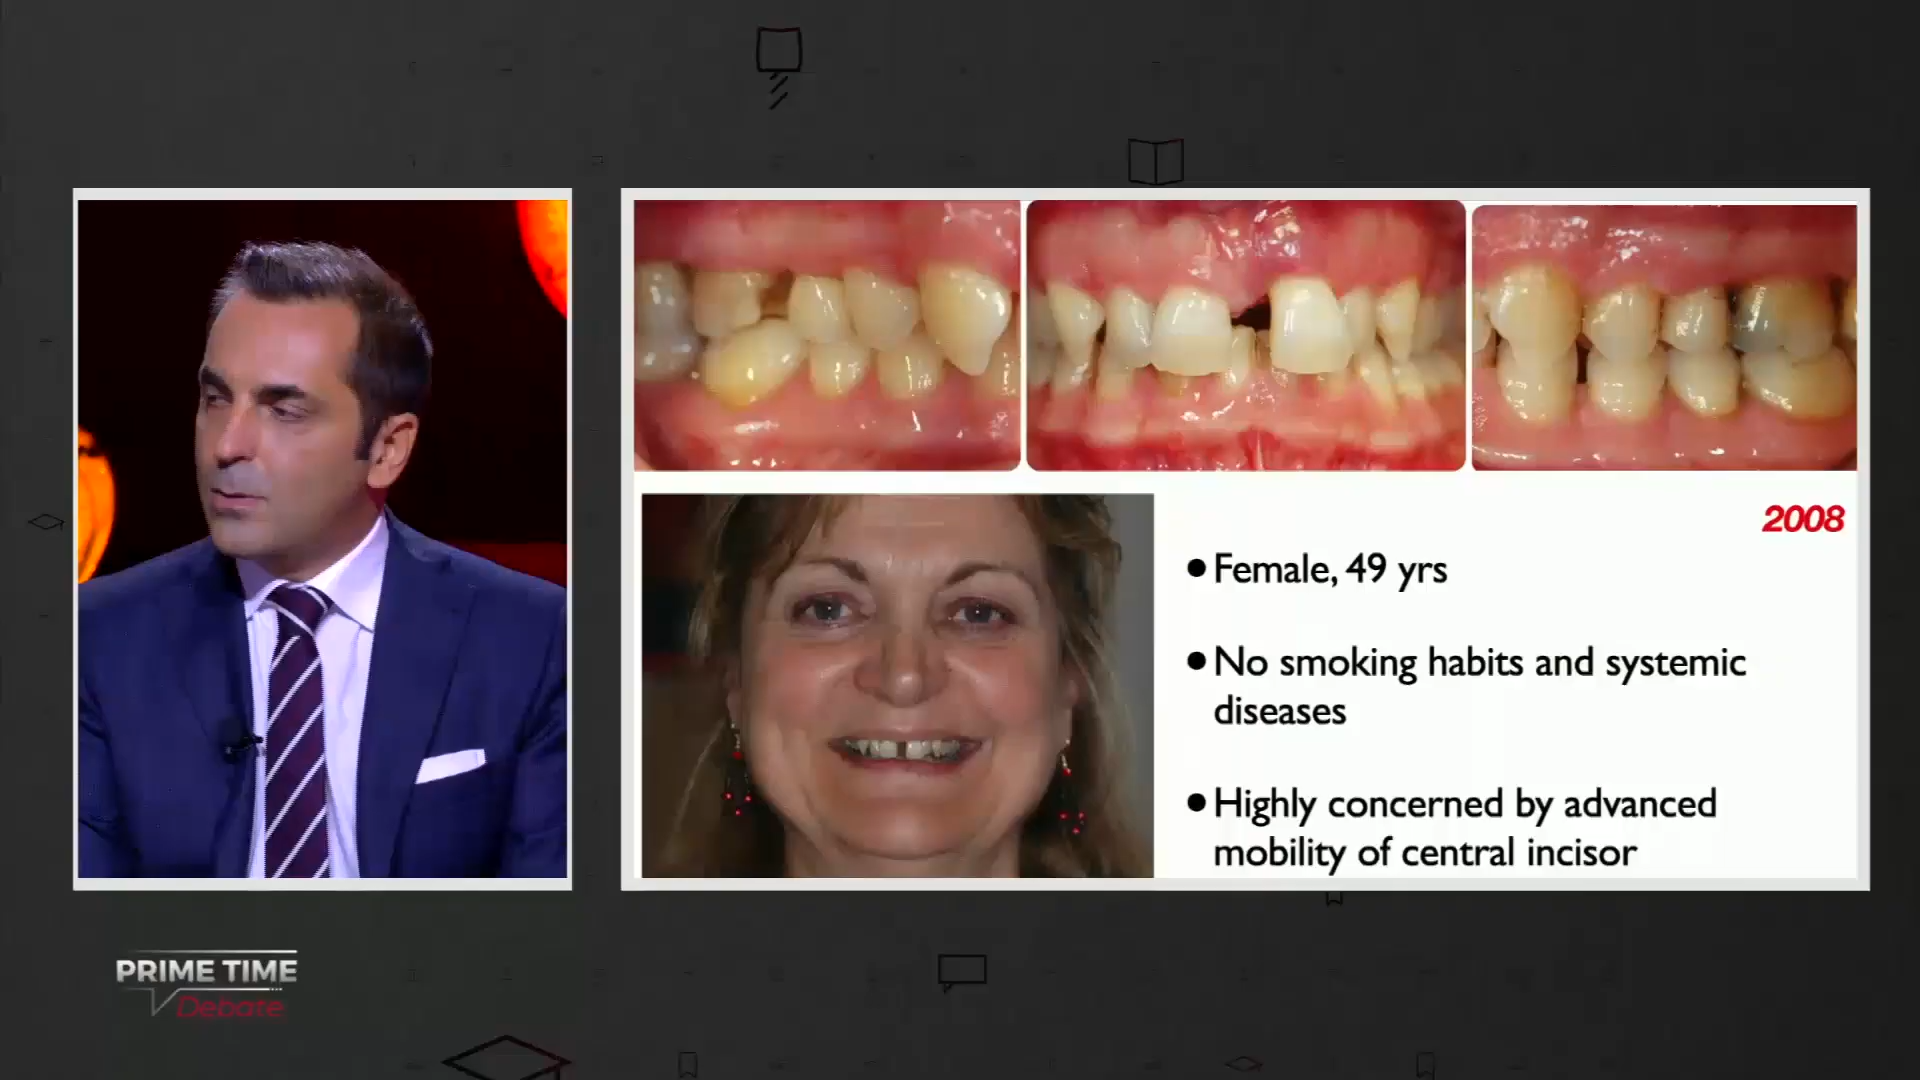 2008
● Female, 49 yrs
● No smoking habits and systemic
diseases
● Highly concerned by advanced
mobility of central incisor
PRIME TIME
Debate